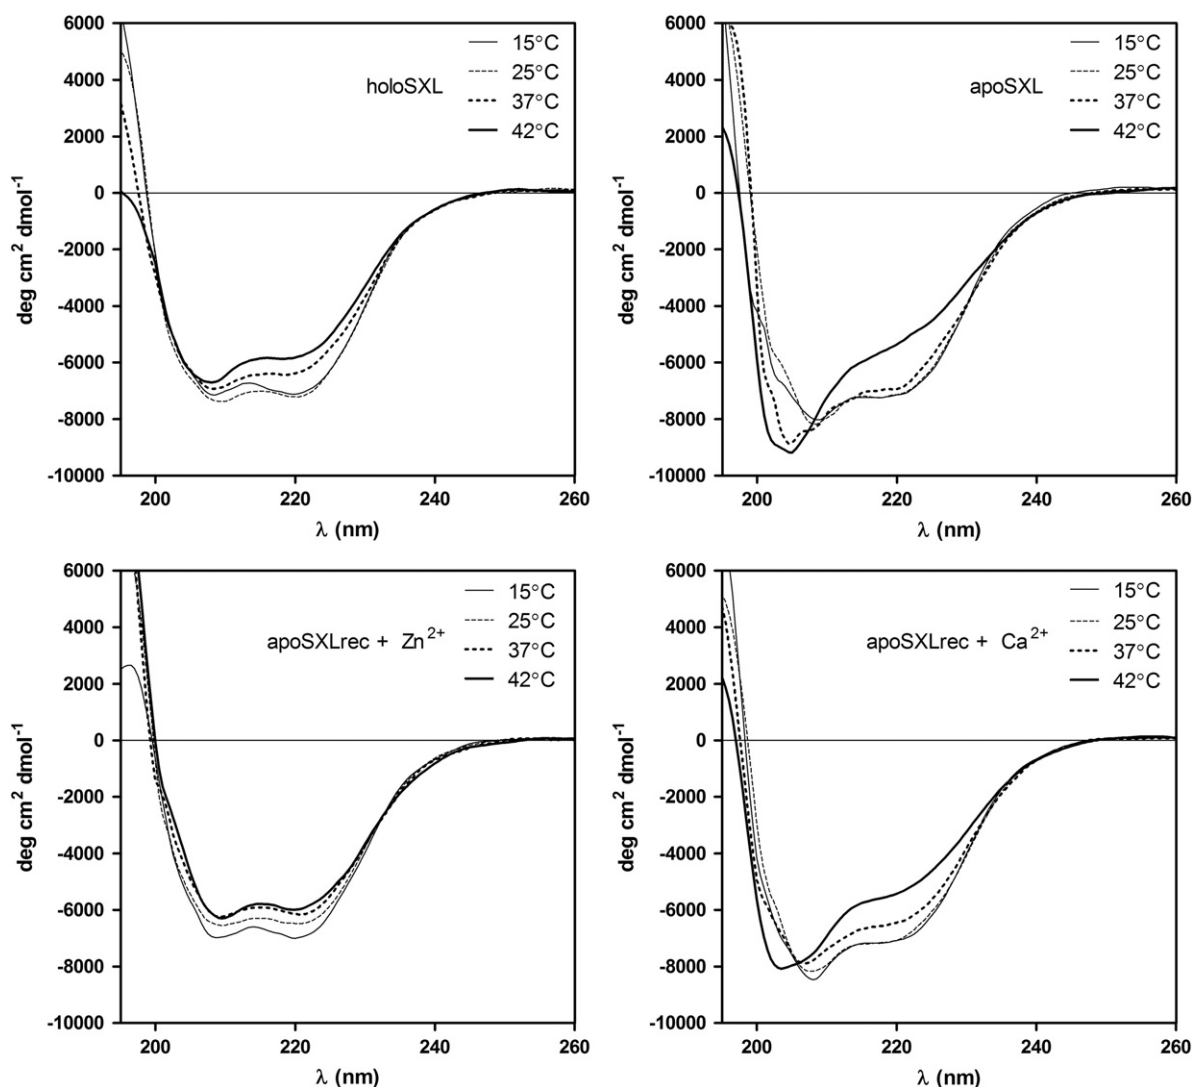 6000
4000
2000
0
-2000
-4000
-6000
-8000
-10000
deg cm² dmol⁻¹
holoSXL
15°C
25°C
37°C
42°C
200 220 240 260
λ (nm)
6000
4000
2000
0
-2000
-4000
-6000
-8000
-10000
deg cm² dmol⁻¹
apoSXL
15°C
25°C
37°C
42°C
200 220 240 260
λ (nm)
6000
4000
2000
0
-2000
-4000
-6000
-8000
-10000
deg cm² dmol⁻¹
apoSXLrec + Zn²⁺
15°C
25°C
37°C
42°C
200 220 240 260
λ (nm)
6000
4000
2000
0
-2000
-4000
-6000
-8000
-10000
deg cm² dmol⁻¹
apoSXLrec + Ca²⁺
15°C
25°C
37°C
42°C
200 220 240 260
λ (nm)